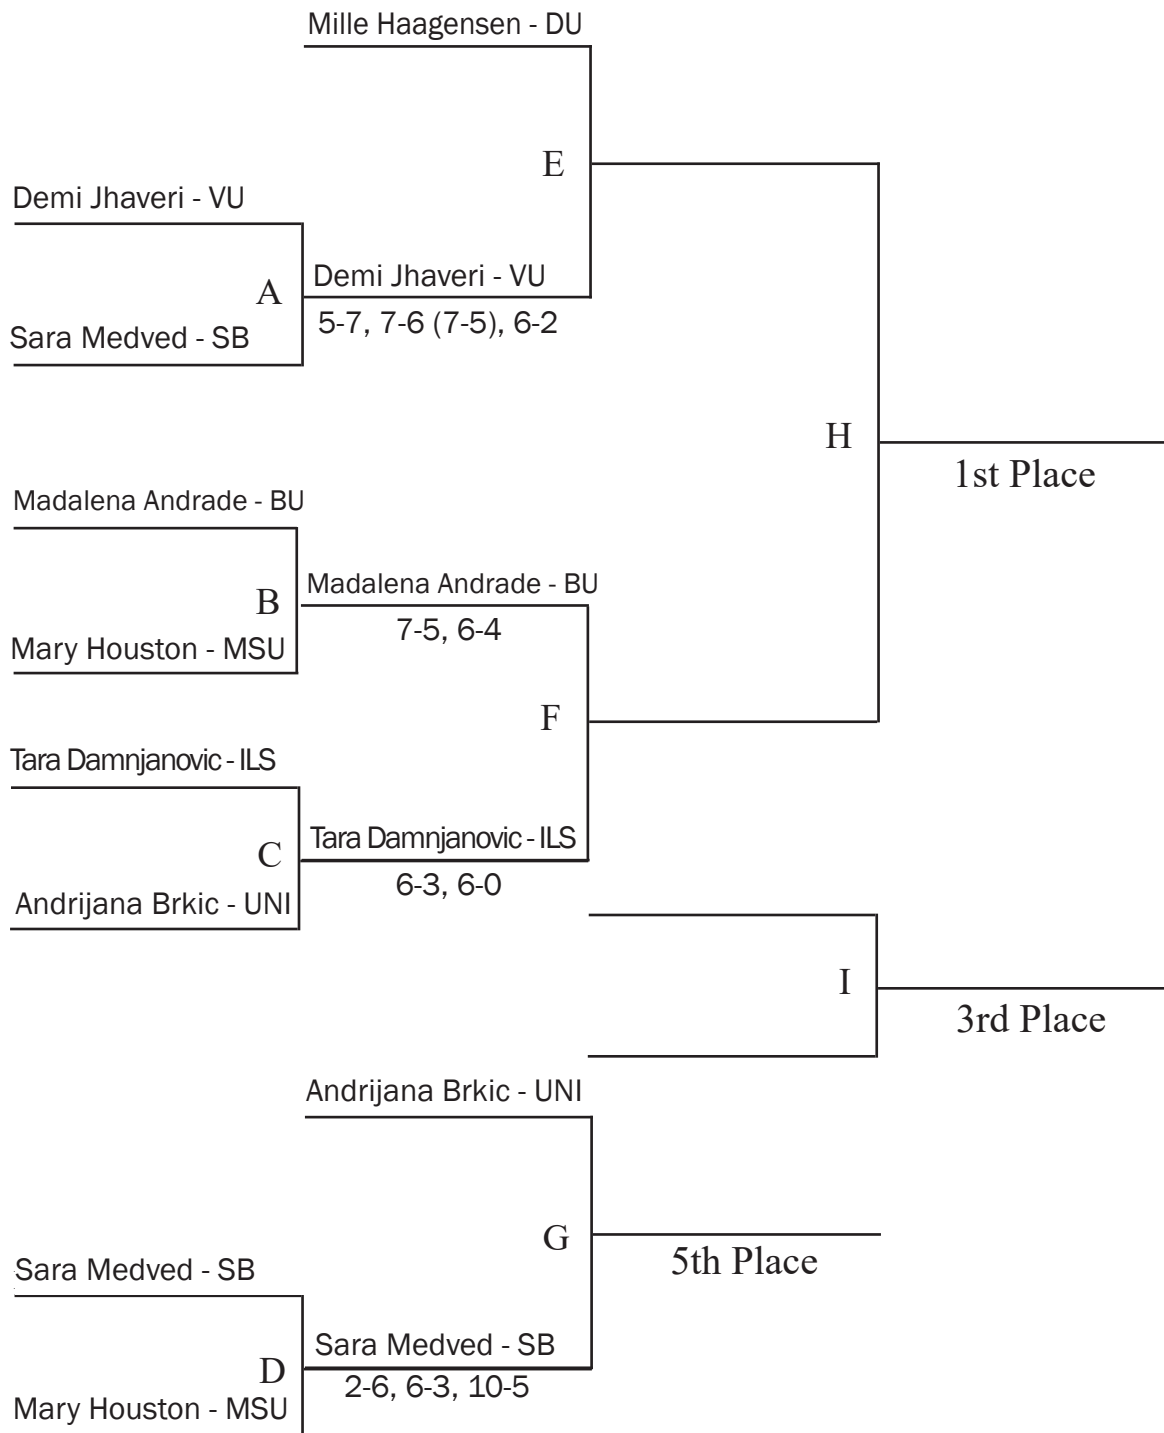 Mille Haagensen - DU
E
Demi Jhaveri - VU
A
Demi Jhaveri - VU
5-7, 7-6 (7-5), 6-2
Sara Medved - SB
H
1st Place
Madalena Andrade - BU
Madalena Andrade - BU
B
7-5, 6-4
Mary Houston - MSU
F
Tara Damnjanovic - ILS
Tara Damnjanovic - ILS
C
6-3, 6-0
Andrijana Brkic - UNI
I
3rd Place
Andrijana Brkic - UNI
G
5th Place
Sara Medved - SB
Sara Medved - SB
D
2-6, 6-3, 10-5
Mary Houston - MSU